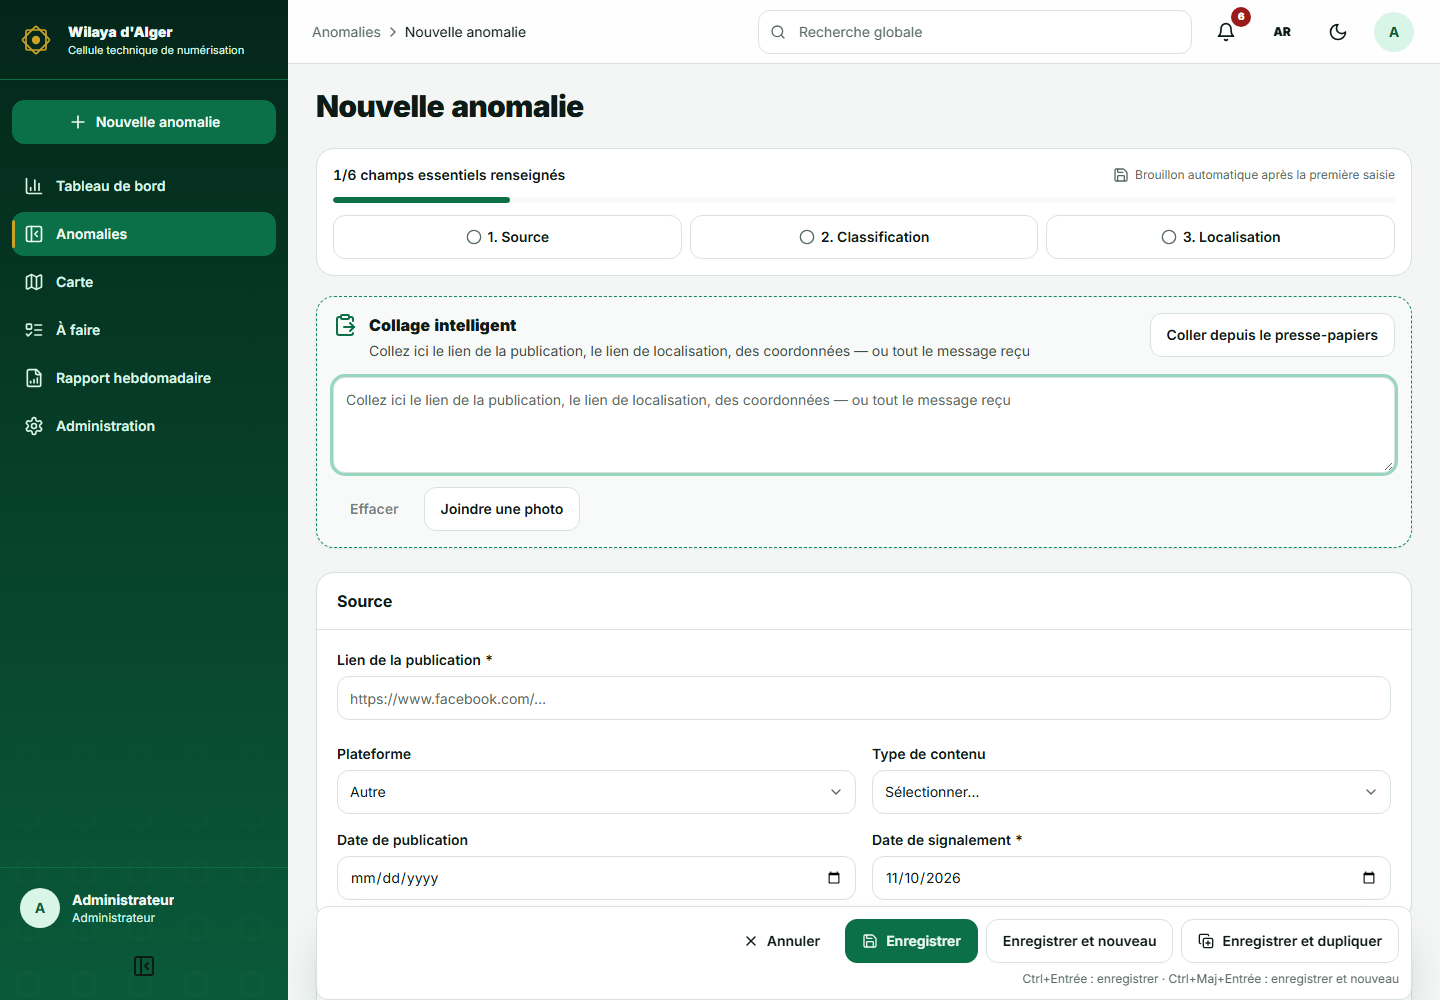 Wilaya d'Alger
Cellule technique de numérisation
Nouvelle anomalie
Tableau de bord
Anomalies
Carte
À faire
Rapport hebdomadaire
Administration
A
Administrateur
Administrateur
Anomalies > Nouvelle anomalie
Recherche globale
6
AR
A
Nouvelle anomalie
1/6 champs essentiels renseignés
Brouillon automatique après la première saisie
1. Source
2. Classification
3. Localisation
Collage intelligent
Collez ici le lien de la publication, le lien de localisation, des coordonnées — ou tout le message reçu
Coller depuis le presse-papiers
Collez ici le lien de la publication, le lien de localisation, des coordonnées — ou tout le message reçu
Effacer
Joindre une photo
Source
Lien de la publication *
https://www.facebook.com/...
Plateforme
Type de contenu
Autre
Sélectionner...
Date de publication
Date de signalement *
mm/dd/yyyy
11/10/2026
Annuler
Enregistrer
Enregistrer et nouveau
Enregistrer et dupliquer
Ctrl+Entrée : enregistrer · Ctrl+Maj+Entrée : enregistrer et nouveau